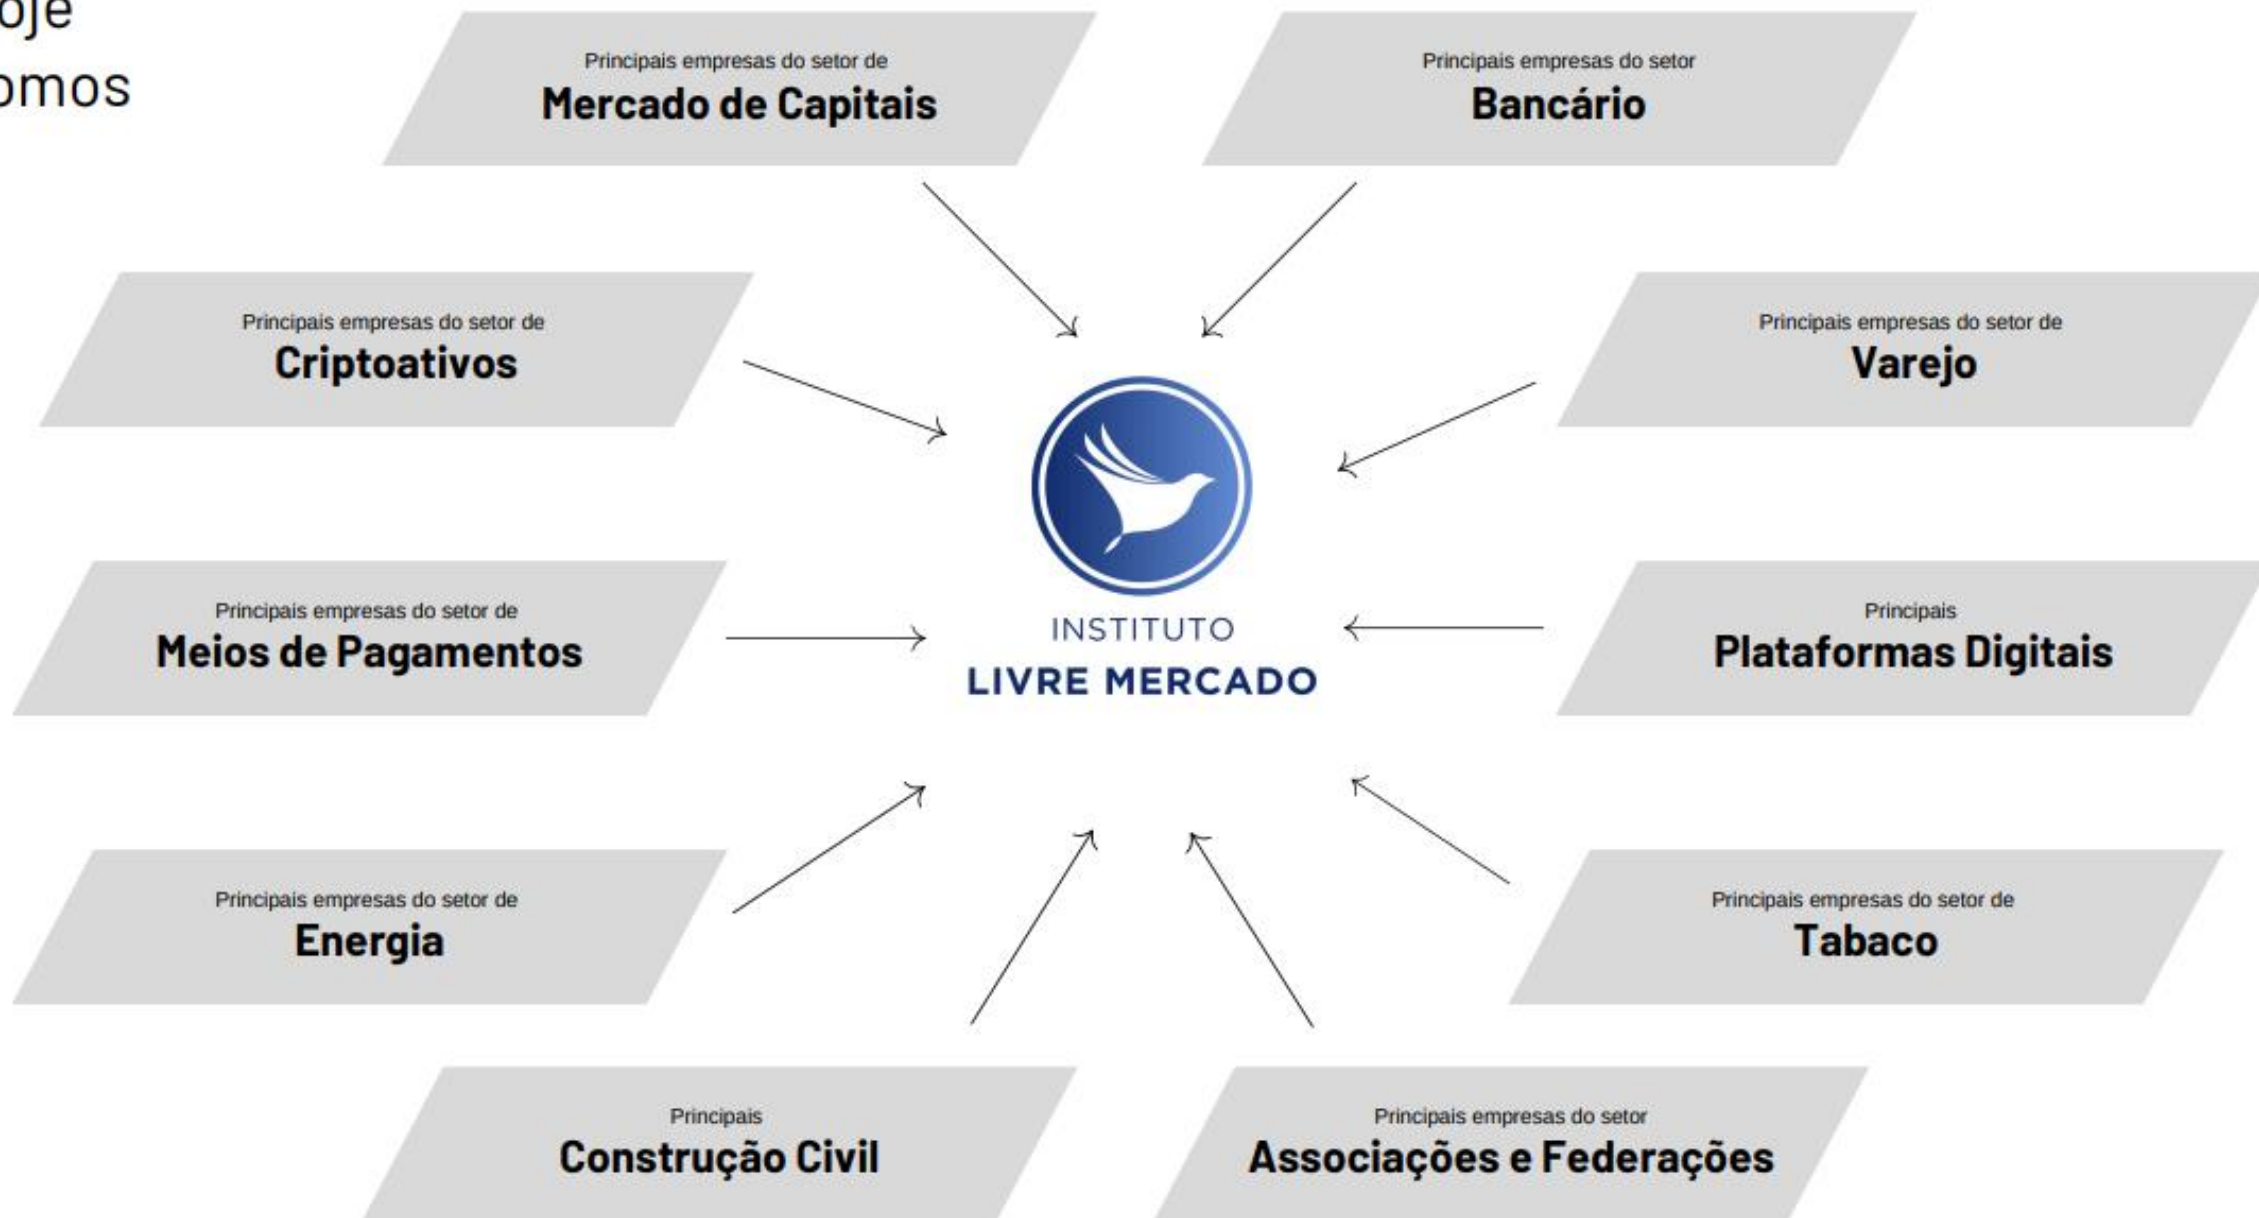 oje
omos
Principais empresas do setor de
Mercado de Capitais
Principais empresas do setor
Bancário
Principais empresas do setor de
Criptoativos
Principais empresas do setor de
Varejo
Principais empresas do setor de
Meios de Pagamentos
INSTITUTO
LIVRE MERCADO
Principais
Plataformas Digitais
Principais empresas do setor de
Energia
Principais empresas do setor de
Tabaco
Principais
Construção Civil
Principais empresas do setor
Associações e Federações